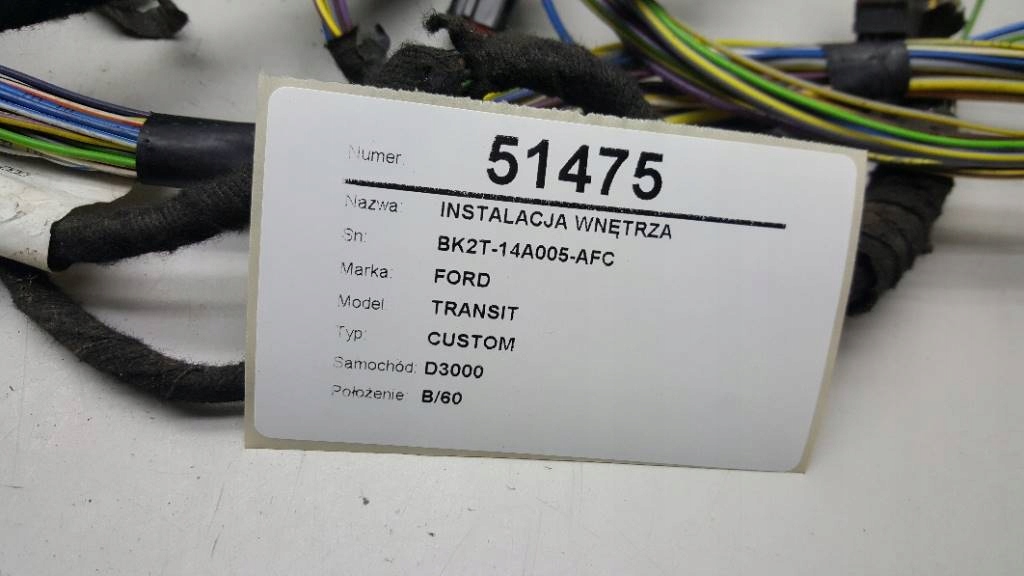 Numer: 51475
Nazwa: INSTALACJA WNĘTRZA
Sn: BK2T-14A005-AFC
Marka: FORD
Model TRANSIT
Typ: CUSTOM
Samochód: D3000
Położenie: B/60